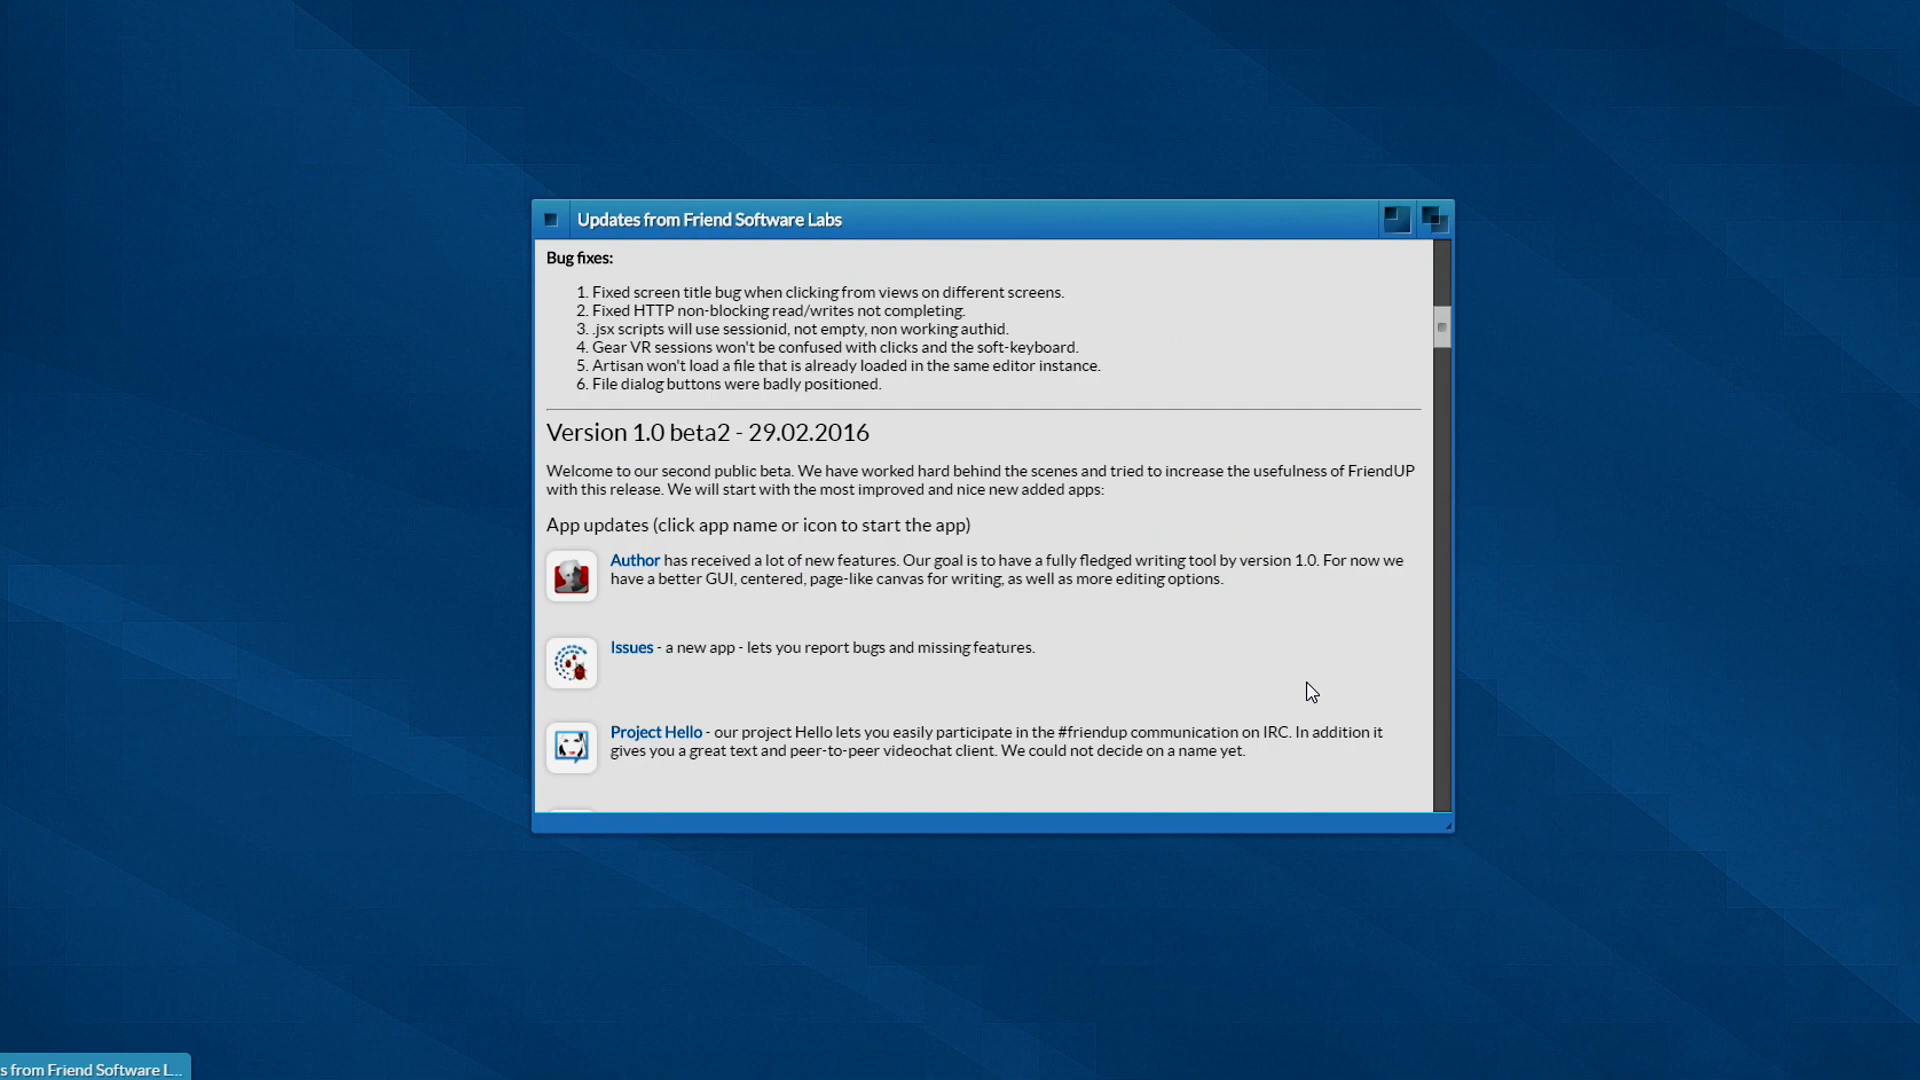 Updates from Friend Software Labs
Bug fixes:
1. Fixed screen title bug when clicking from views on different screens.
2. Fixed HTTP non-blocking read/writes not completing.
3. .jsx scripts will use sessionid, not empty, non working authid.
4. Gear VR sessions won't be confused with clicks and the soft-keyboard.
5. Artisan won't load a file that is already loaded in the same editor instance.
6. File dialog buttons were badly positioned.
Version 1.0 beta2 - 29.02.2016
Welcome to our second public beta. We have worked hard behind the scenes and tried to increase the usefulness of FriendUP
with this release. We will start with the most improved and nice new added apps:
App updates (click app name or icon to start the app)
Author has received a lot of new features. Our goal is to have a fully fledged writing tool by version 1.0. For now we
have a better GUI, centered, page-like canvas for writing, as well as more editing options.
Issues - a new app - lets you report bugs and missing features.
Project Hello - our project Hello lets you easily participate in the #friendup communication on IRC. In addition it
gives you a great text and peer-to-peer videochat client. We could not decide on a name yet.
s from Friend Software L...